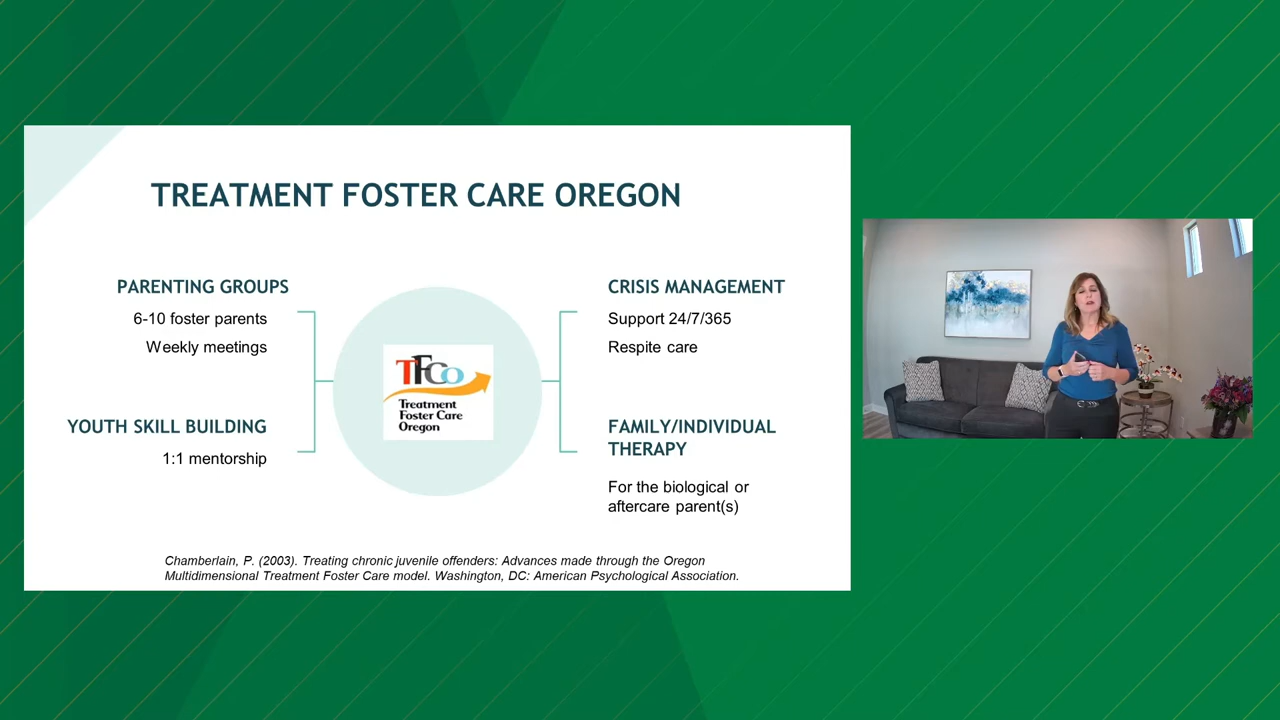 TREATMENT FOSTER CARE OREGON
PARENTING GROUPS
6-10 foster parents
Weekly meetings
YOUTH SKILL BUILDING
1:1 mentorship
TFCO
Treatment
Foster Care
Oregon
CRISIS MANAGEMENT
Support 24/7/365
Respite care
FAMILY/INDIVIDUAL
THERAPY
For the biological or
aftercare parent(s)
Chamberlain, P. (2003). Treating chronic juvenile offenders: Advances made through the Oregon
Multidimensional Treatment Foster Care model. Washington, DC: American Psychological Association.